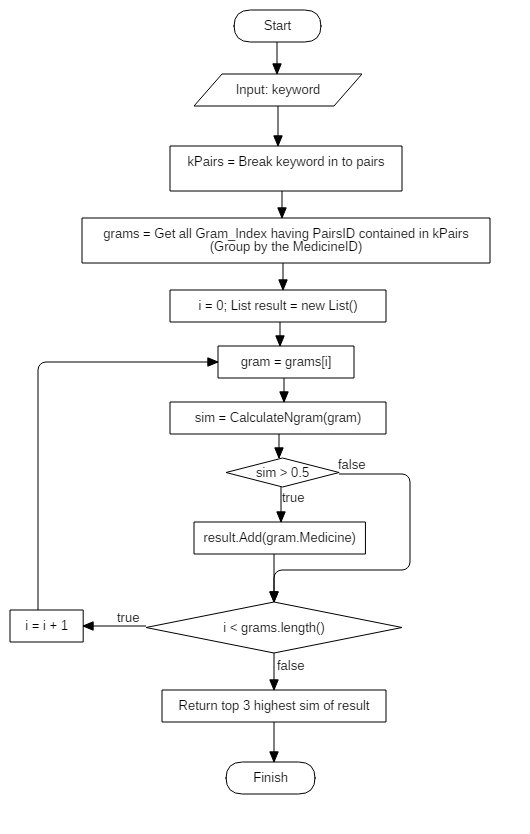 Start
Input: keyword
kPairs = Break keyword in to pairs
grams = Get all Gram_Index having PairsID contained in kPairs
(Group by the MedicineID)
i = 0; List result = new List()
gram = grams[i]
sim = CalculateNgram(gram)
sim > 0.5
false
true
result.Add(gram.Medicine)
i < grams.length()
true
i = i + 1
false
Return top 3 highest sim of result
Finish